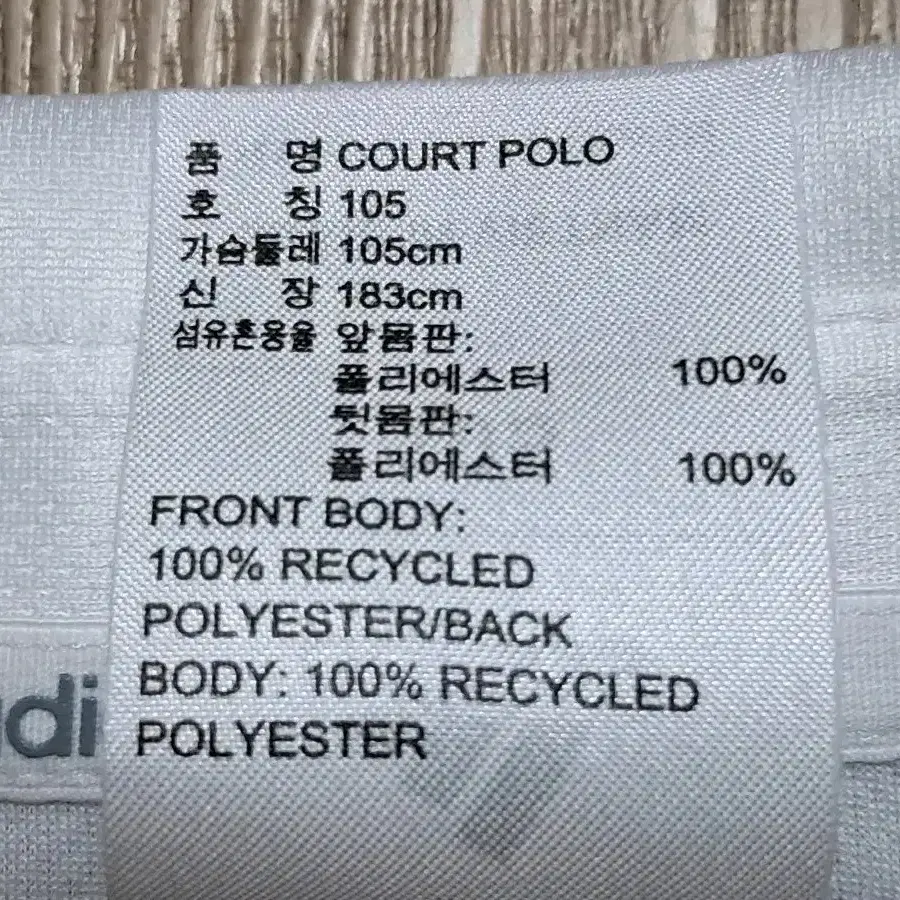 품 명 COURT POLO
호 칭 105
가슴둘레 105cm
신 장 183cm
섬유혼용율 앞몸판:
폴리에스터 100%
뒷몸판:
폴리에스터 100%
FRONT BODY:
100% RECYCLED
POLYESTER/BACK
BODY: 100% RECYCLED
POLYESTER
di